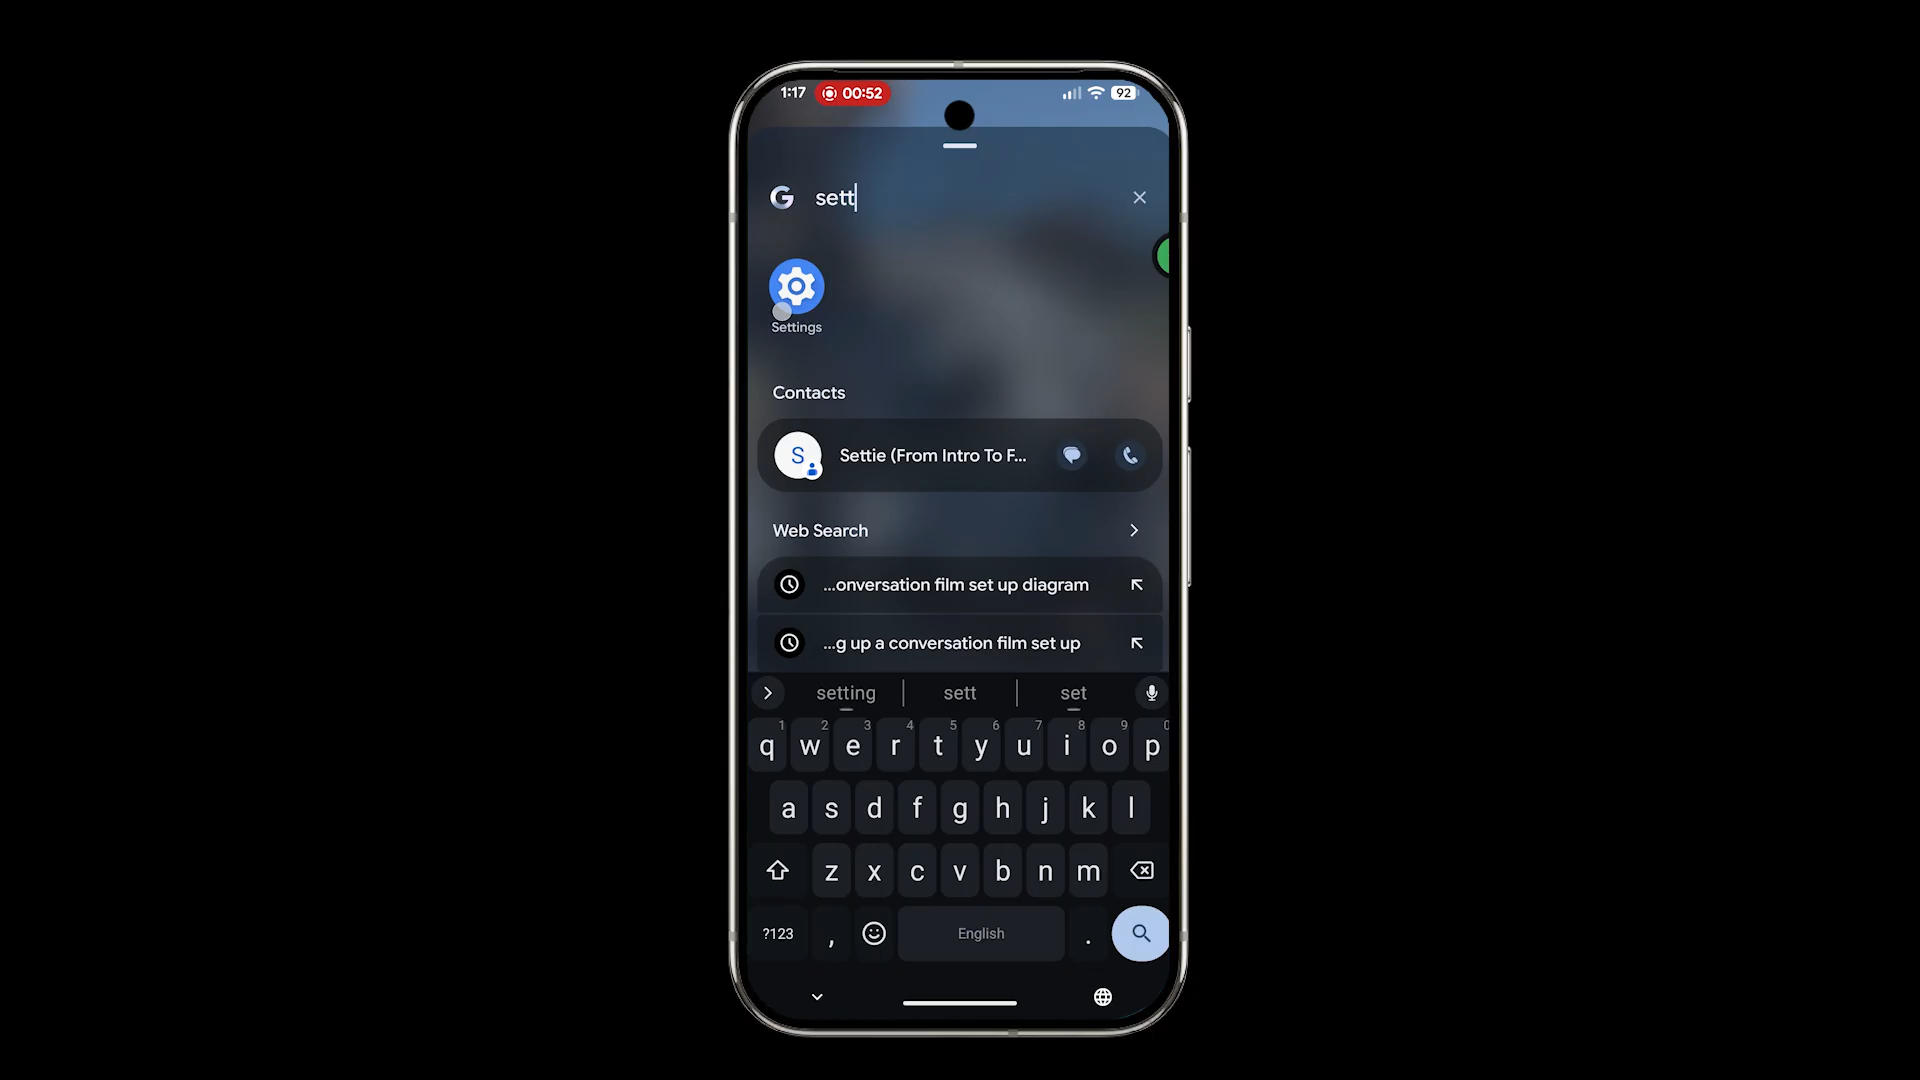 1:17 00:52 92
G sett
Settings
Contacts
S Settie (From Intro To F...
Web Search
...onversation film set up diagram
...g up a conversation film set up
setting sett set
1 2 3 4 5 6 7 8 9 0
q w e r t y u i o p
a s d f g h j k l
z x c v b n m
?123 , English .